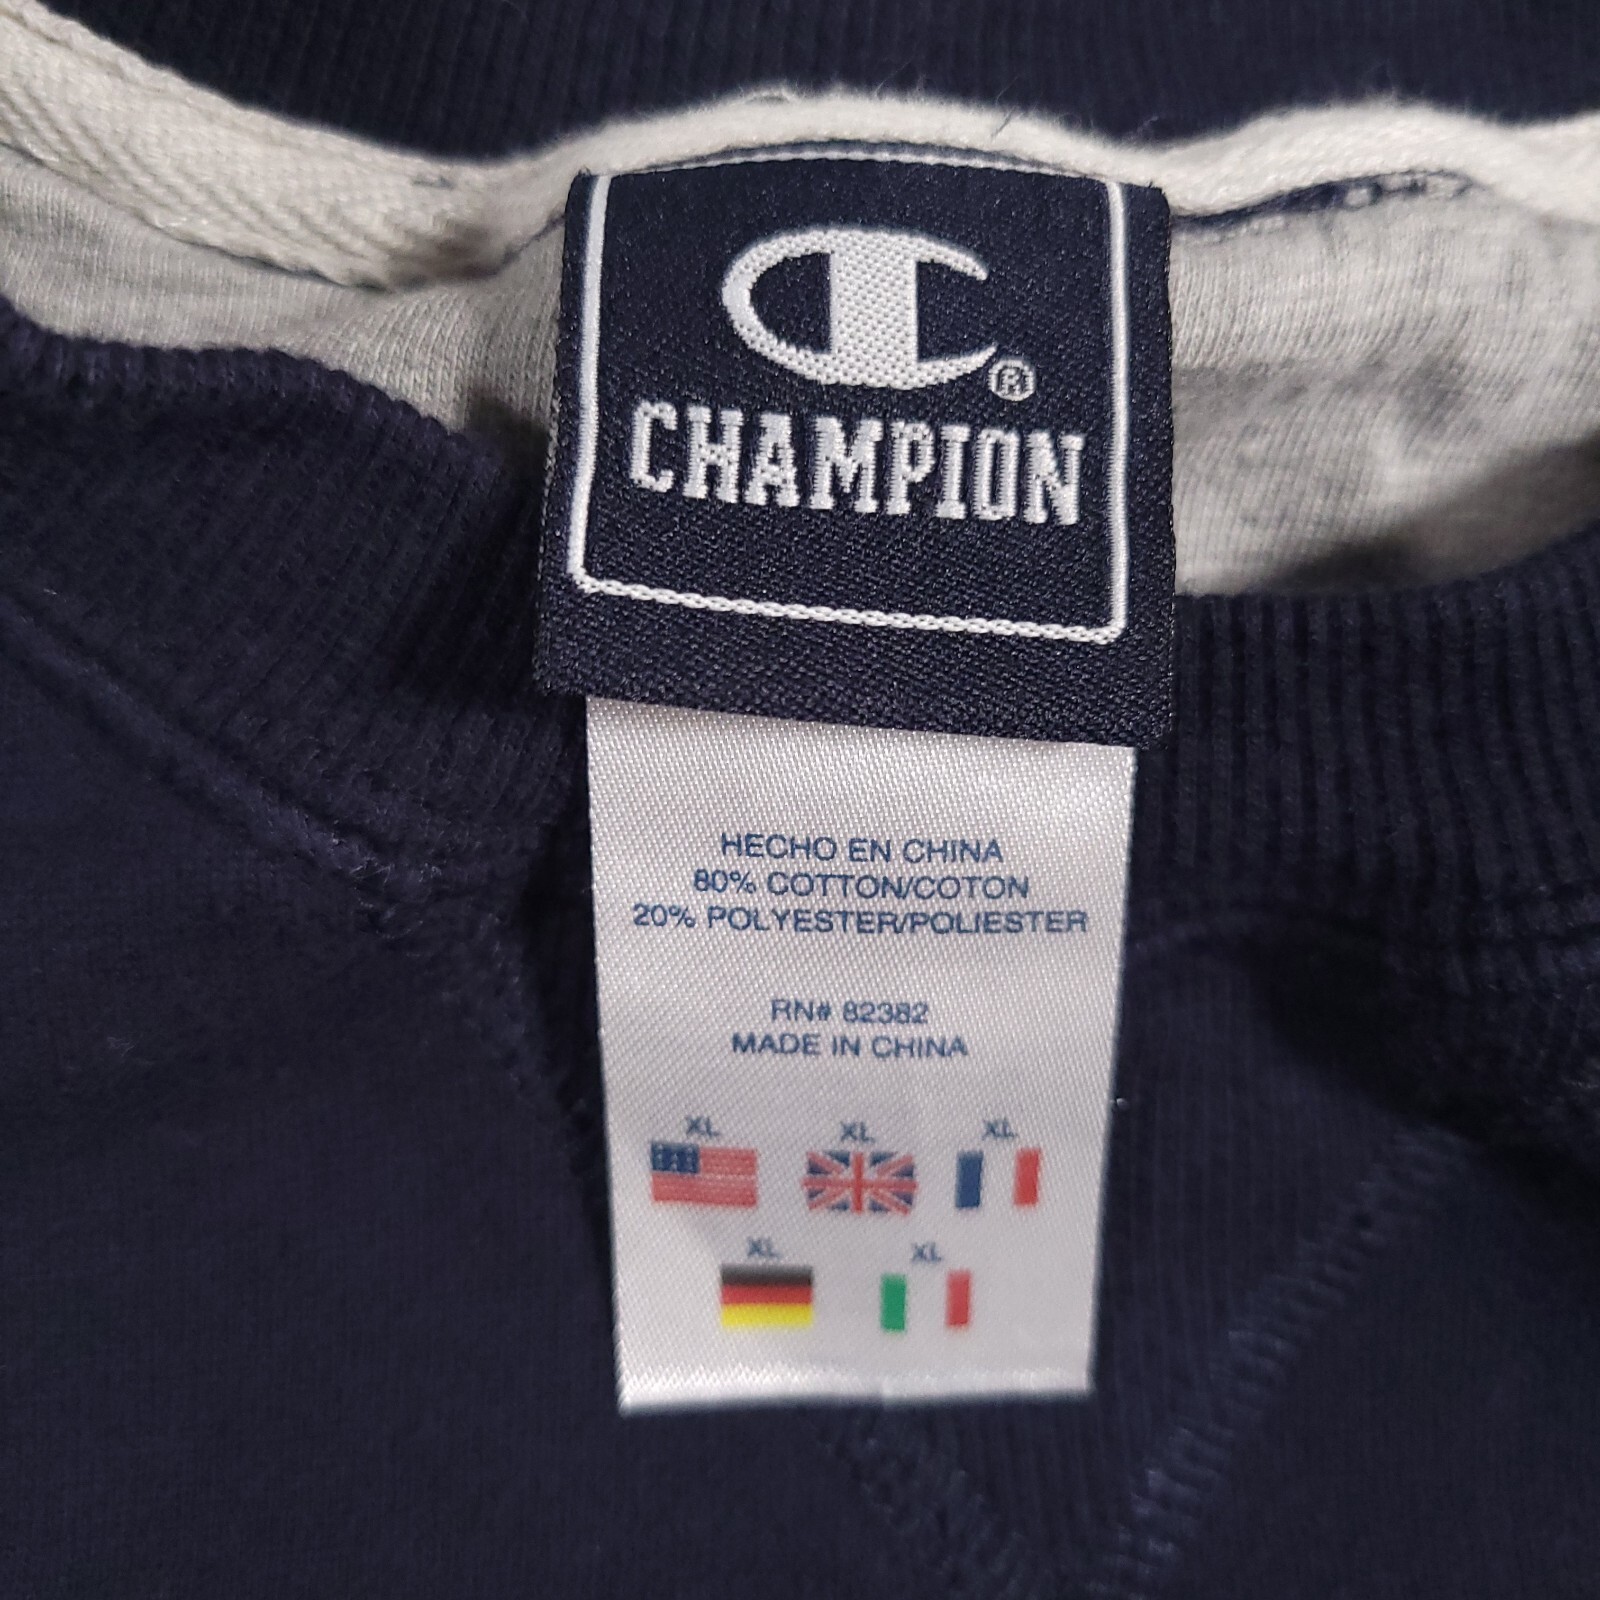 C®
CHAMPION
HECHO EN CHINA
80% COTTON/COTON
20% POLYESTER/POLIESTER
RN# 82382
MADE IN CHINA
XL XL XL
XL XL